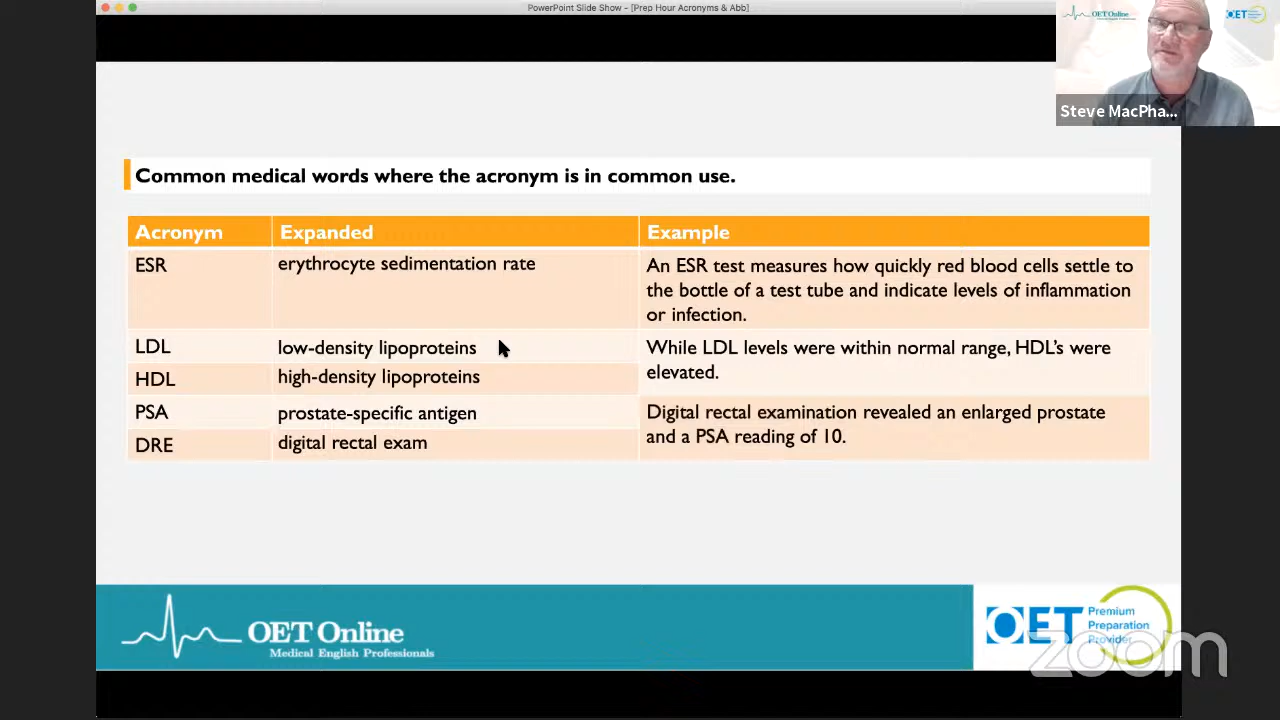 PowerPoint Slide Show - [Prep Hour Acronyms & Abb]
OET Online
OET
Steve MacPha...
Common medical words where the acronym is in common use.
Acronym Expanded Example
ESR erythrocyte sedimentation rate An ESR test measures how quickly red blood cells settle to
the bottle of a test tube and indicate levels of inflammation
or infection.
LDL low-density lipoproteins While LDL levels were within normal range, HDL's were
elevated.
HDL high-density lipoproteins
PSA prostate-specific antigen Digital rectal examination revealed an enlarged prostate
and a PSA reading of 10.
DRE digital rectal exam
OET Online
Medical English Professionals
OET Premium
Preparation
Provider
zoom